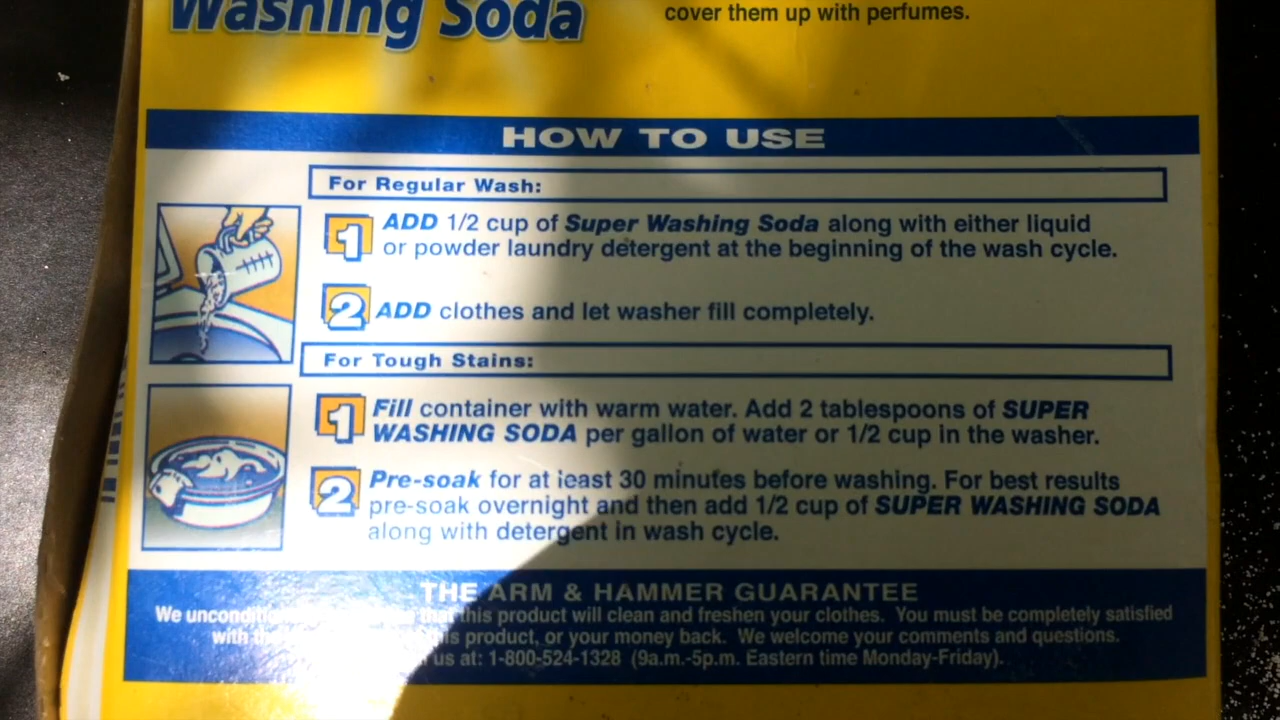 Washing Soda
cover them up with perfumes.
HOW TO USE
For Regular Wash:
1 ADD 1/2 cup of Super Washing Soda along with either liquid
or powder laundry detergent at the beginning of the wash cycle.
2 ADD clothes and let washer fill completely.
For Tough Stains:
1 Fill container with warm water. Add 2 tablespoons of SUPER
WASHING SODA per gallon of water or 1/2 cup in the washer.
2 Pre-soak for at least 30 minutes before washing. For best results
pre-soak overnight and then add 1/2 cup of SUPER WASHING SODA
along with detergent in wash cycle.
THE ARM & HAMMER GUARANTEE
We that this product will clean and freshen your clothes. You must be completely satisfied
with product, or your money back. We welcome your comments and questions.
us at: 1-800-524-1328 (9a.m.-5p.m. Eastern time Monday-Friday).